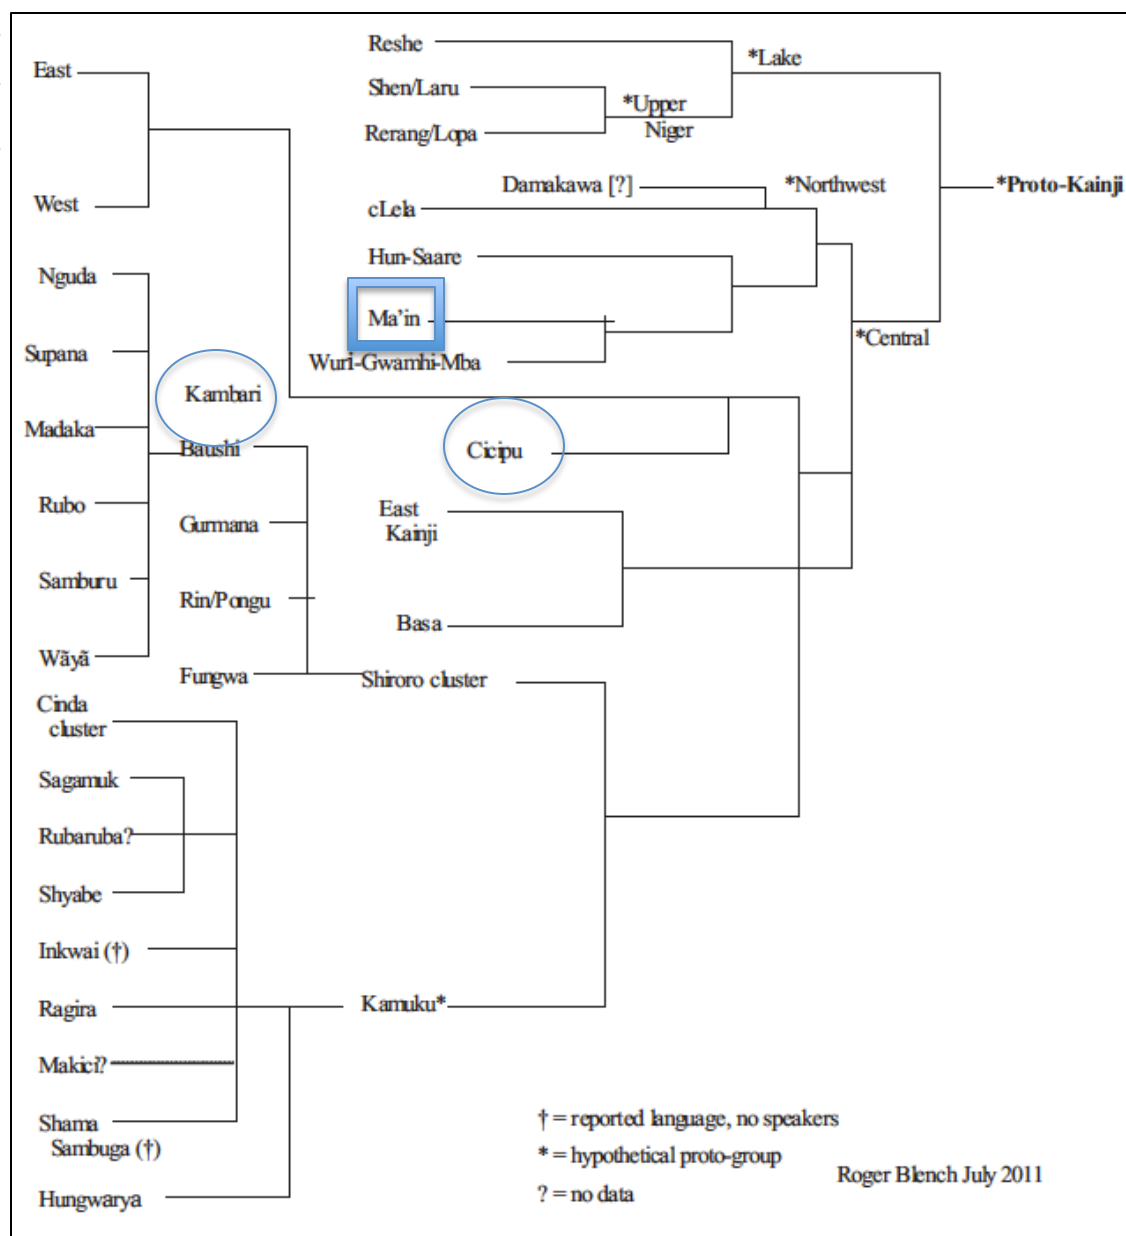 Reshe
East
*Lake
Shen/Laru
*Upper
Niger
Rerang/Lopa
Damakawa [?]
*Northwest
*Proto-Kainji
West
cLela
Hun-Saare
Nguda
Ma'in
*Central
Supana
Wuri-Gwamhi-Mba
Kambari
Madaka
Baushi
Cicipu
Rubo
East
Kainji
Gurmana
Samburu
Rin/Pongu
Basa
Wãyã
Fungwa
Shiroro cluster
Cinda
cluster
Sagamuk
Rubaruba?
Shyabe
Inkwai (†)
Ragira
Kamuku*
Makici?
Shama
Sambuga (†)
Hungwarya
† = reported language, no speakers
* = hypothetical proto-group
? = no data
Roger Blench July 2011